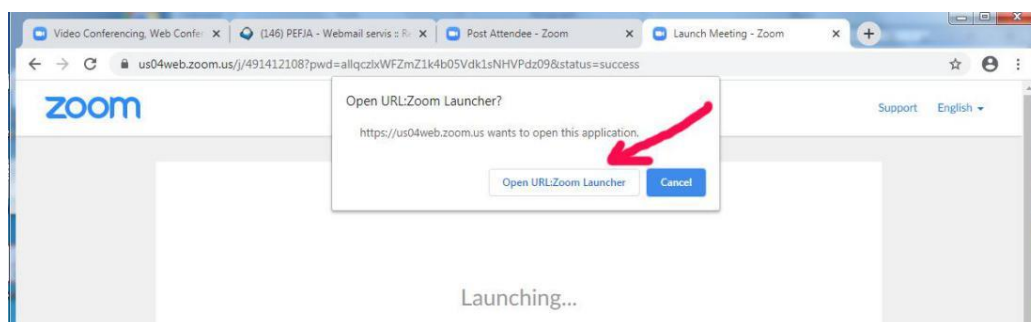 Video Conferencing, Web Confer
(146) PEFJA - Webmail servis :: R
Post Attendee - Zoom
Launch Meeting - Zoom
us04web.zoom.us/j/491412108?pwd=allqczlxWFZmZ1k4b05Vdk1sNHVPdz09&status=success
zoom
Support English
Open URL:Zoom Launcher?
https://us04web.zoom.us wants to open this application.
Open URL:Zoom Launcher Cancel
Launching...